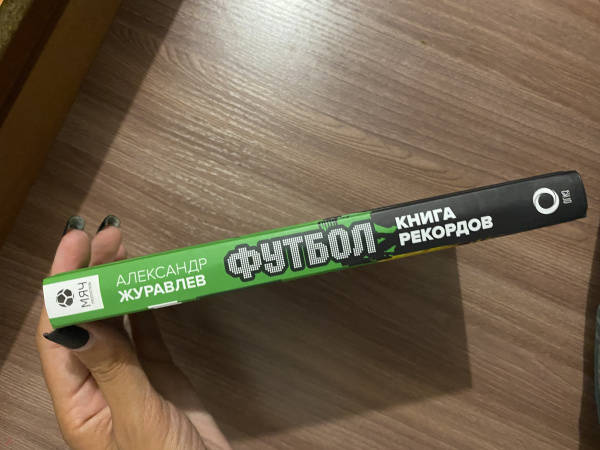 МЯЧ
АЛЕКСАНДР
ЖУРАВЛЕВ
ФУТБОЛ
КНИГА
РЕКОРДОВ